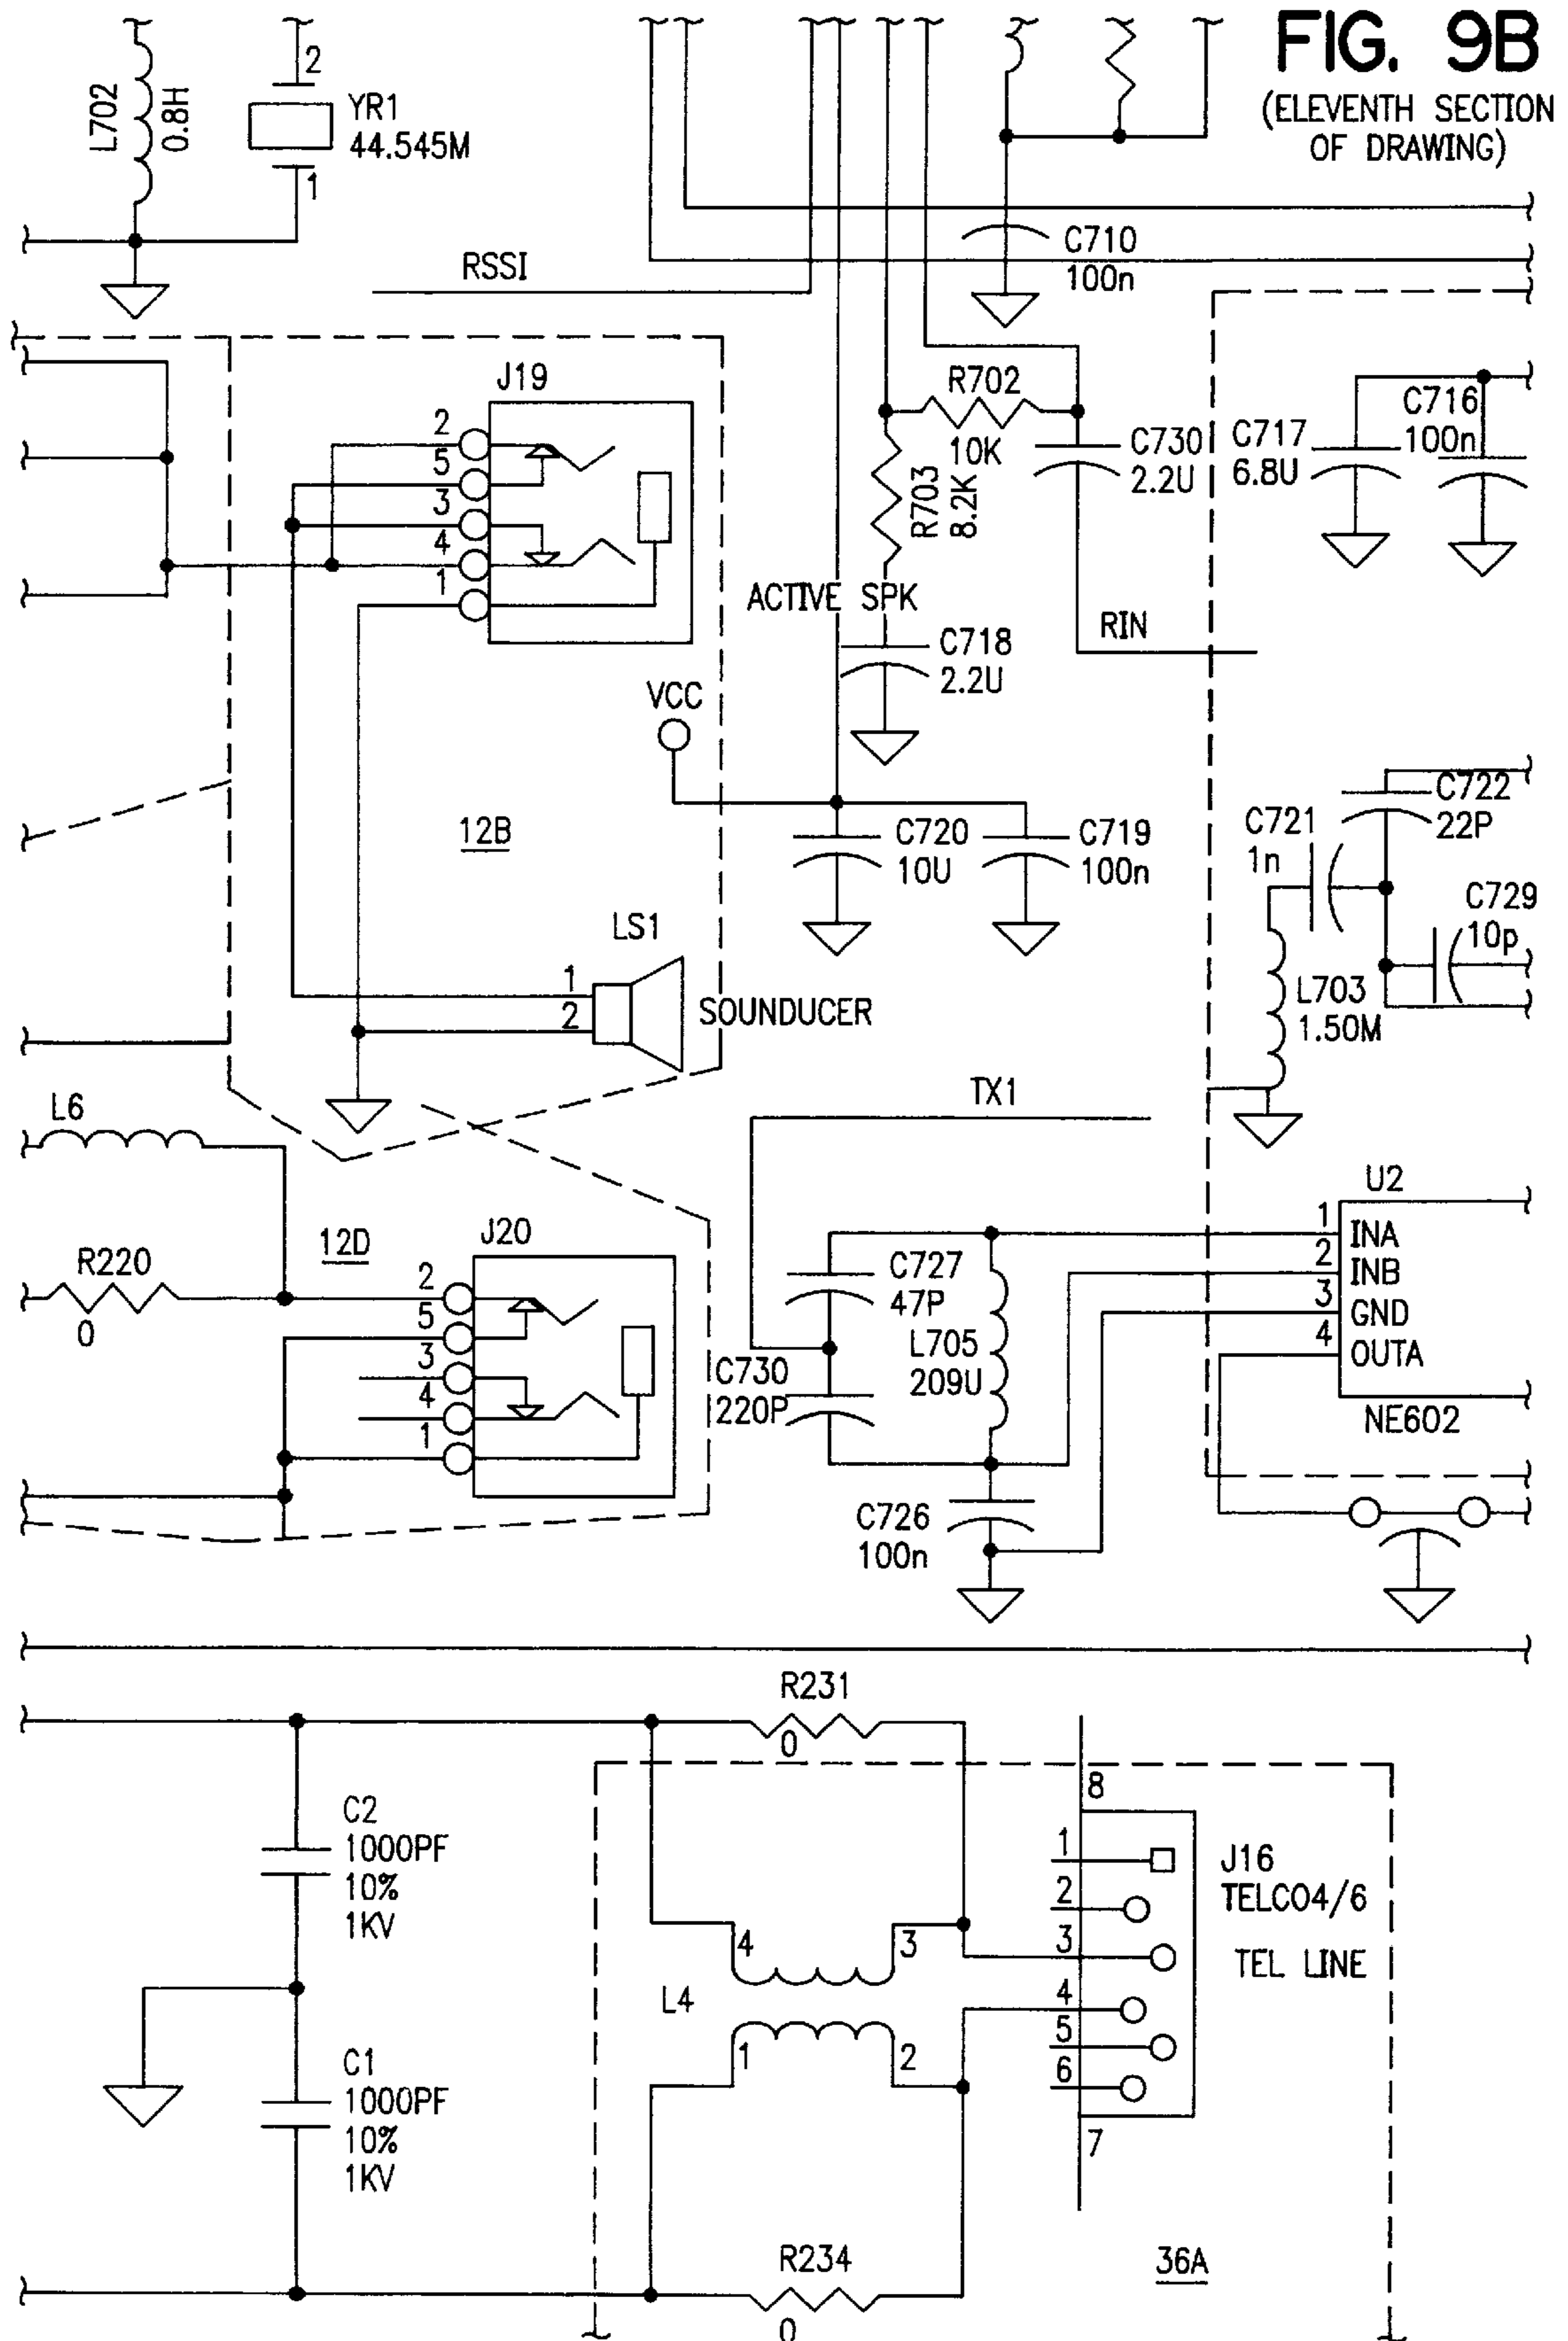 FIG. 9B
(ELEVENTH SECTION
OF DRAWING)
L702
0.8H
2
YR1
44.545M
1
RSSI
C710
100n
J19
2
5
3
4
1
R702
10K
R703
8.2K
C730
2.2U
C717
6.8U
C716
100n
ACTIVE SPK
RIN
C718
2.2U
VCC
12B
C720
10U
C719
100n
C721
1n
C722
22P
C729
10p
L703
1.50M
LS1
1
2
SOUNDUCER
TX1
L6
R220
0
12D
J20
2
5
3
4
1
C727
47P
L705
209U
C730
220P
C726
100n
U2
1 INA
2 INB
3 GND
4 OUTA
NE602
R231
0
C2
1000PF
10%
1KV
8
1
2
3
4
5
6
7
J16
TELCO4/6
TEL LINE
4
3
L4
1
2
C1
1000PF
10%
1KV
R234
0
36A